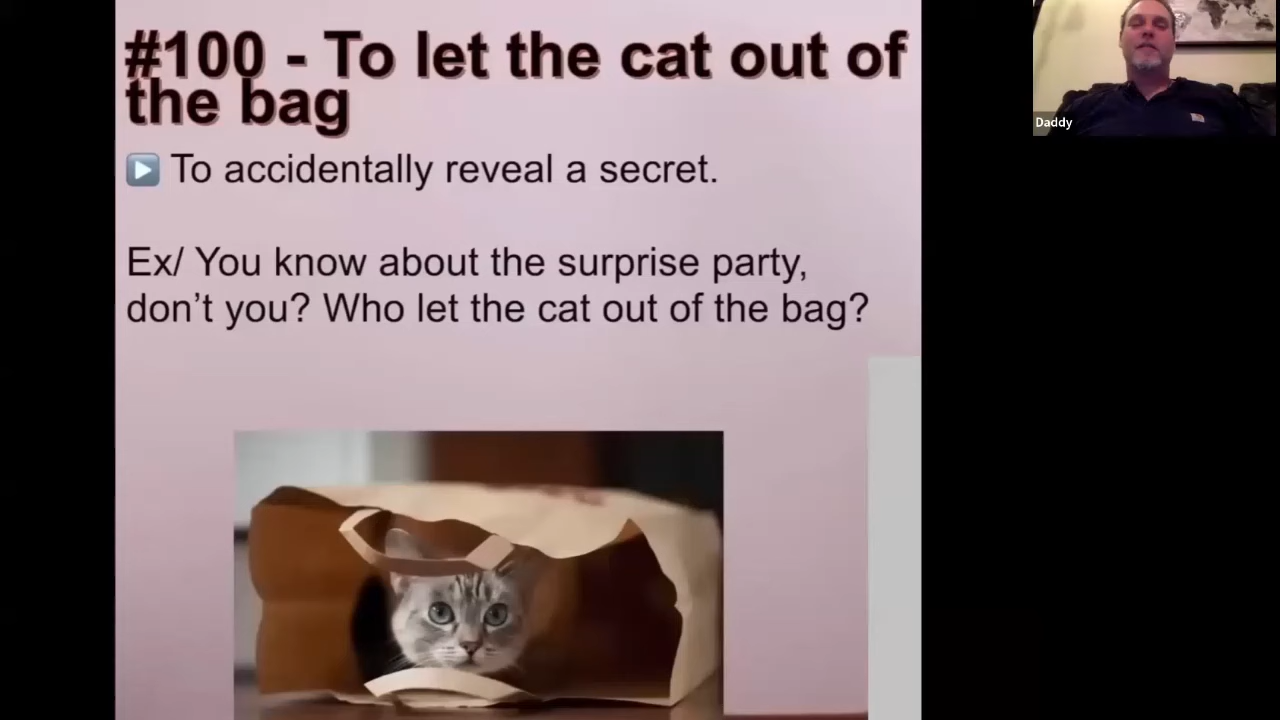 #100 - To let the cat out of
the bag
▶ To accidentally reveal a secret.
Ex/ You know about the surprise party,
don’t you? Who let the cat out of the bag?
Daddy